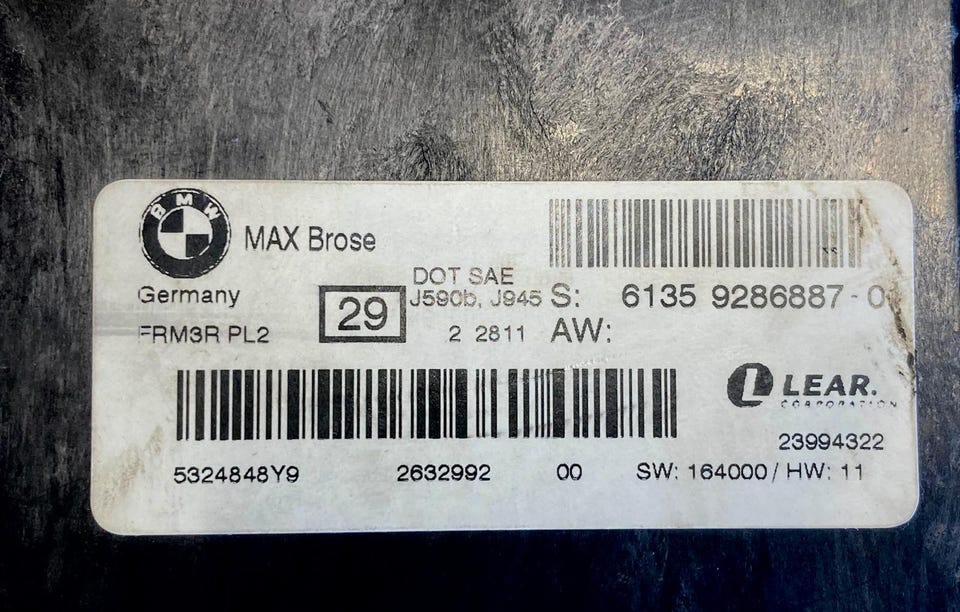 BMW
MAX Brose
Germany
FRM3R PL2
29
DOT SAE
J590b, J945
2 2811
S: 6135 9286887-0
AW:
LEAR.
CORPORATION
23994322
5324848Y9 2632992 00 SW: 164000 / HW: 11